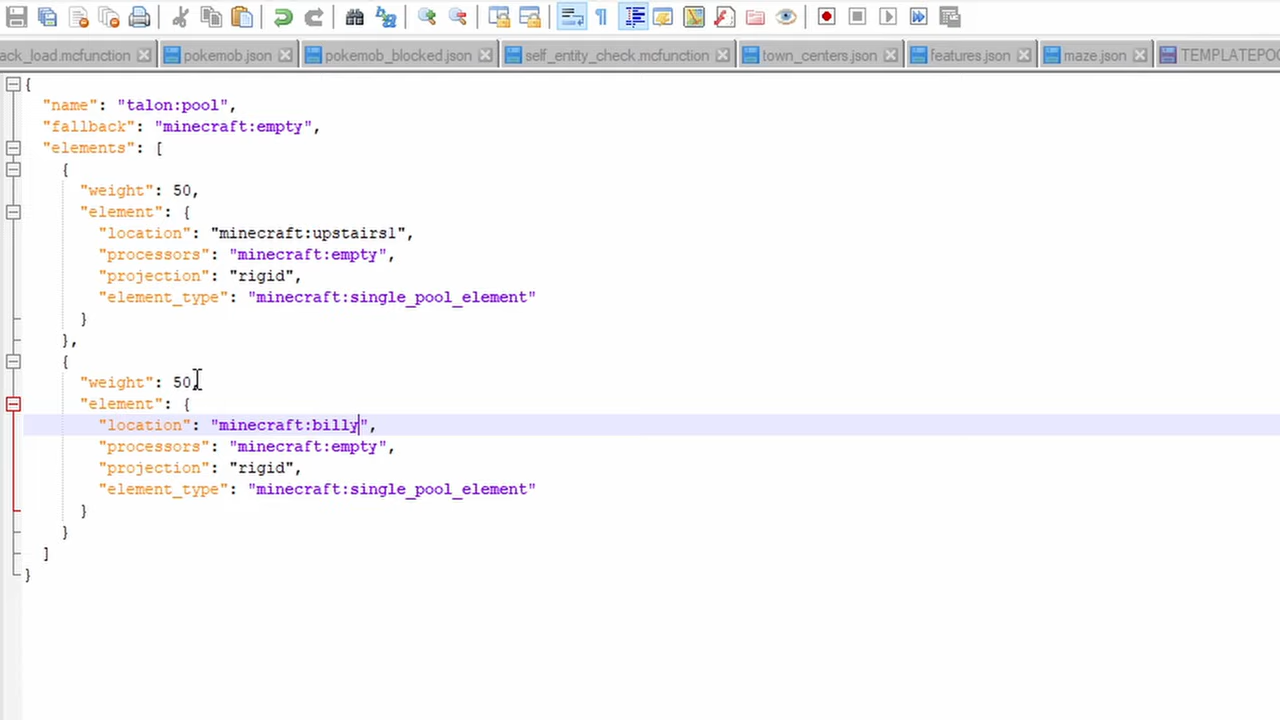 ack_load.mcfunction pokemob.json pokemob_blocked.json self_entity_check.mcfunction town_centers.json features.json maze.json TEMPLATEPOO
{
"name": "talon:pool",
"fallback": "minecraft:empty",
"elements": [
{
"weight": 50,
"element": {
"location": "minecraft:upstairs1",
"processors": "minecraft:empty",
"projection": "rigid",
"element_type": "minecraft:single_pool_element"
}
},
{
"weight": 50,
"element": {
"location": "minecraft:billy",
"processors": "minecraft:empty",
"projection": "rigid",
"element_type": "minecraft:single_pool_element"
}
}
]
}